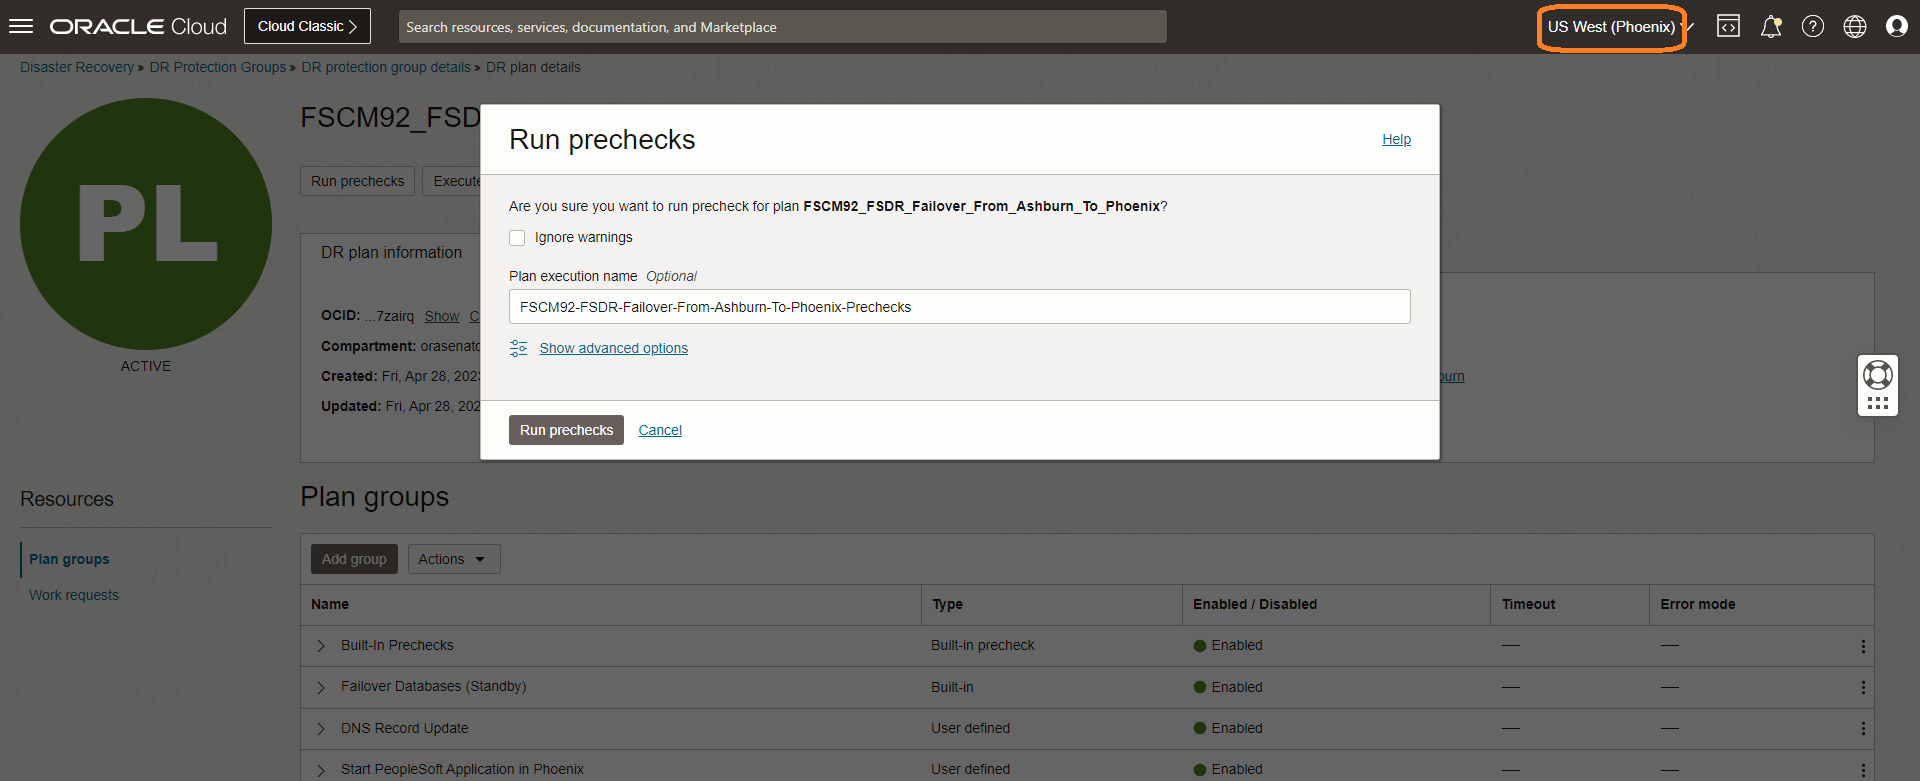 ORACLE Cloud
Cloud Classic
Search resources, services, documentation, and Marketplace
US West (Phoenix)
Disaster Recovery » DR Protection Groups » DR protection group details » DR plan details
PL
ACTIVE
FSCM92_FSD
Run prechecks
Execute
DR plan information
OCID: ...7zairq Show C
Compartment: orasenat
Created: Fri, Apr 28, 202
Updated: Fri, Apr 28, 202
Run prechecks
Help
Are you sure you want to run precheck for plan FSCM92_FSDR_Failover_From_Ashburn_To_Phoenix?
Ignore warnings
Plan execution name Optional
FSCM92-FSDR-Failover-From-Ashburn-To-Phoenix-Prechecks
Show advanced options
Run prechecks Cancel
burn
Resources
Plan groups
Work requests
Plan groups
Add group Actions
Name Type Enabled / Disabled Timeout Error mode
Built-In Prechecks Built-in precheck Enabled — —
Failover Databases (Standby) Built-in Enabled — —
DNS Record Update User defined Enabled — —
Start PeopleSoft Application in Phoenix User defined Enabled — —